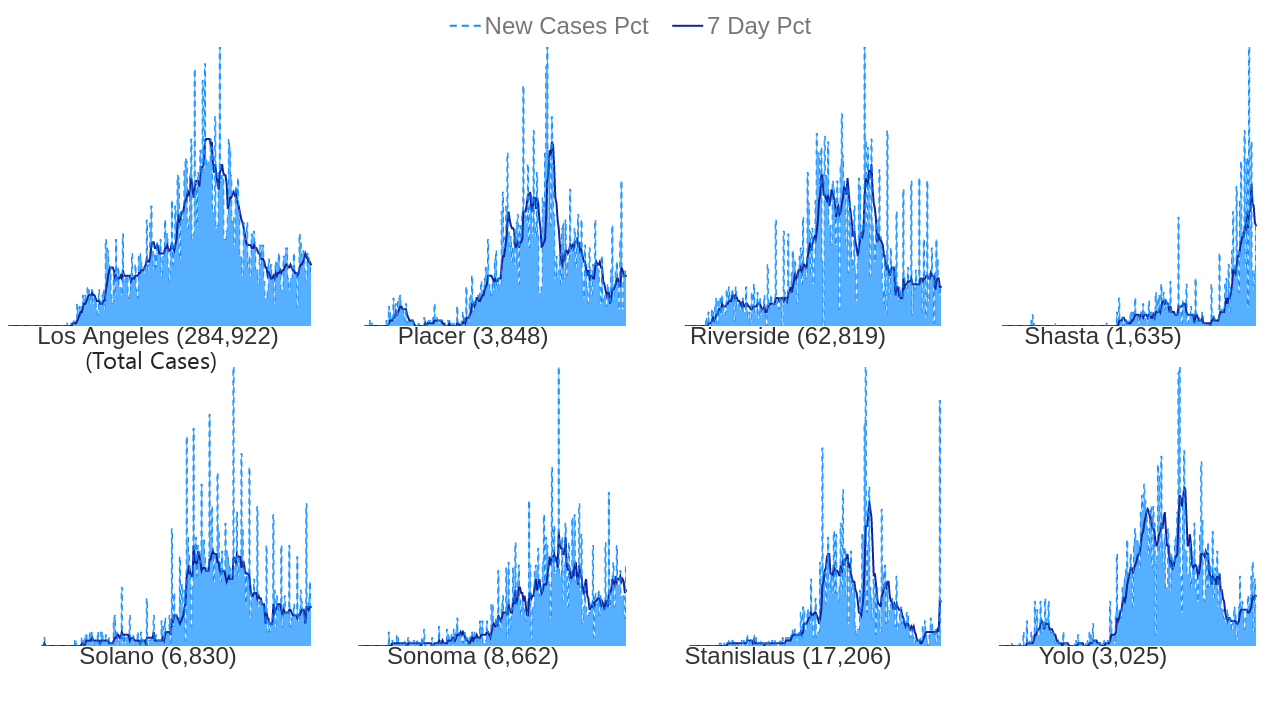 New Cases Pct 7 Day Pct
Los Angeles (284,922) Placer (3,848) Riverside (62,819) Shasta (1,635)
(Total Cases)
Solano (6,830) Sonoma (8,662) Stanislaus (17,206) Yolo (3,025)